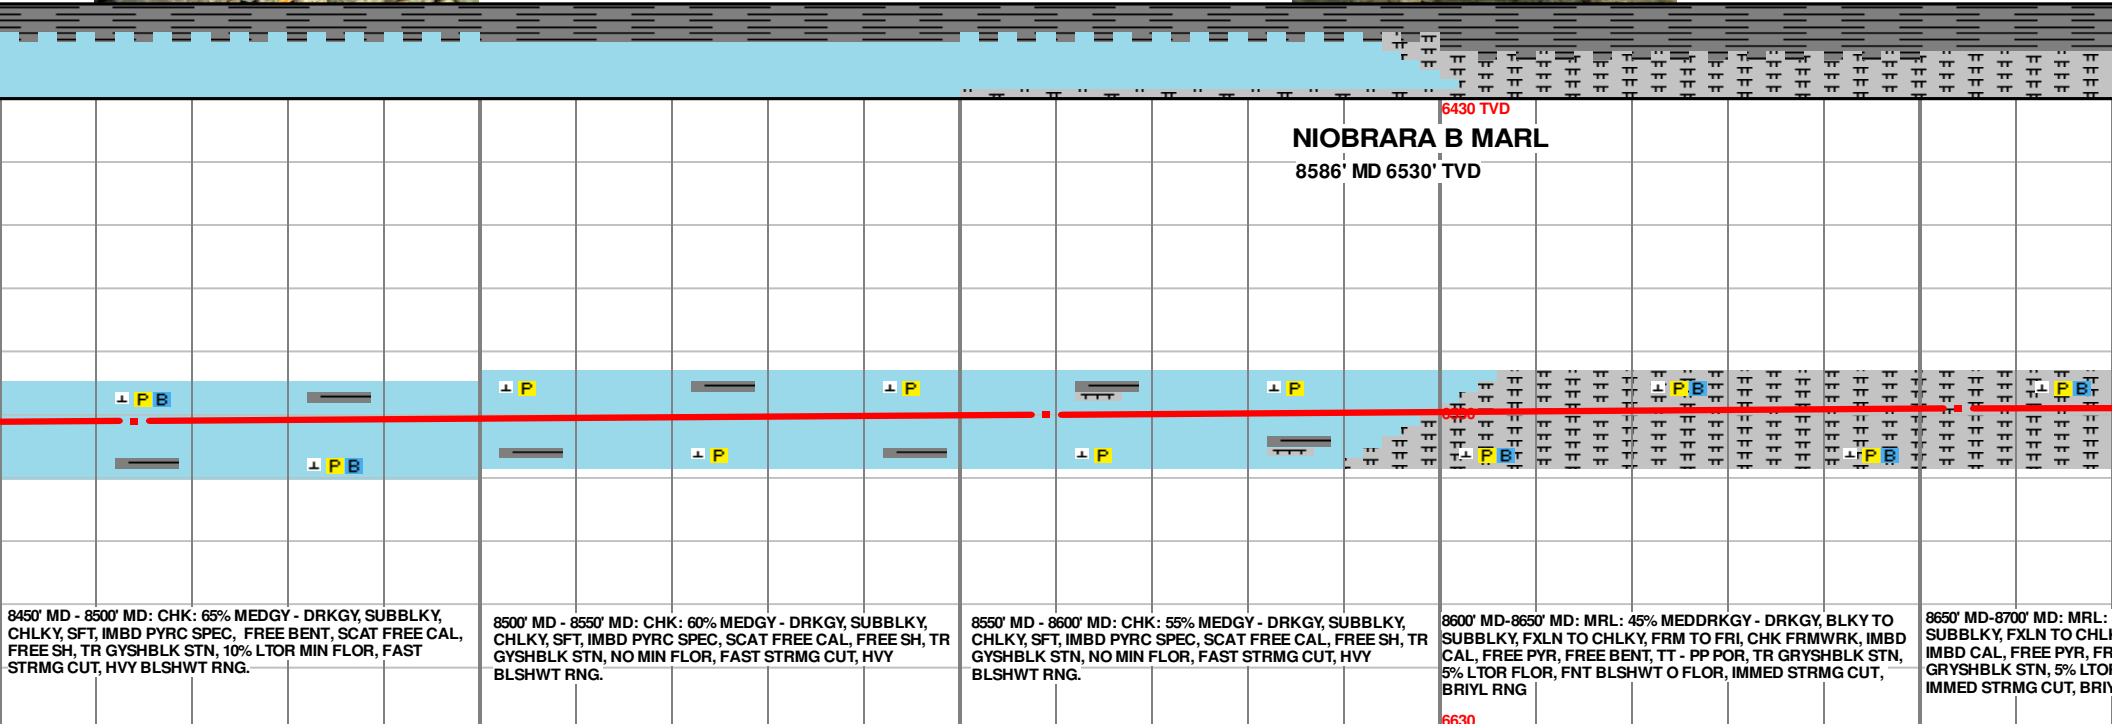 6430 TVD
NIOBRARA B MARL
8586' MD 6530' TVD
P B
P
P
P
P B
P B
P B
P
P
P B
P B
8450' MD - 8500' MD: CHK: 65% MEDGY - DRKGY, SUBBLKY,
CHLKY, SFT, IMBD PYRC SPEC, FREE BENT, SCAT FREE CAL,
FREE SH, TR GYSHBLK STN, 10% LTOR MIN FLOR, FAST
STRMG CUT, HVY BLSHWT RNG.
8500' MD - 8550' MD: CHK: 60% MEDGY - DRKGY, SUBBLKY,
CHLKY, SFT, IMBD PYRC SPEC, SCAT FREE CAL, FREE SH, TR
GYSHBLK STN, NO MIN FLOR, FAST STRMG CUT, HVY
BLSHWT RNG.
8550' MD - 8600' MD: CHK: 55% MEDGY - DRKGY, SUBBLKY,
CHLKY, SFT, IMBD PYRC SPEC, SCAT FREE CAL, FREE SH, TR
GYSHBLK STN, NO MIN FLOR, FAST STRMG CUT, HVY
BLSHWT RNG.
8600' MD-8650' MD: MRL: 45% MEDDRKGY - DRKGY, BLKY TO
SUBBLKY, FXLN TO CHLKY, FRM TO FRI, CHK FRMWRK, IMBD
CAL, FREE PYR, FREE BENT, TT - PP POR, TR GRYSHBLK STN,
5% LTOR FLOR, FNT BLSHWT O FLOR, IMMED STRMG CUT,
BRIYL RNG
8650' MD-8700' MD: MRL:
SUBBLKY, FXLN TO CHL
IMBD CAL, FREE PYR, FR
GRYSHBLK STN, 5% LTO
IMMED STRMG CUT, BRIY
6630